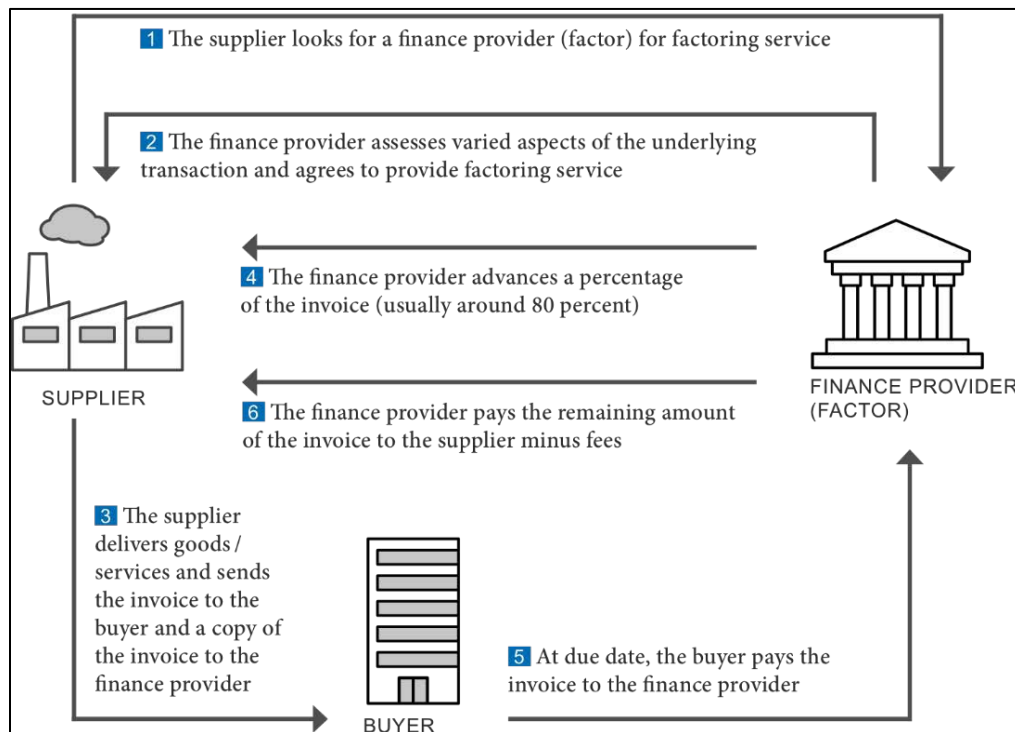 1 The supplier looks for a finance provider (factor) for factoring service
2 The finance provider assesses varied aspects of the underlying
transaction and agrees to provide factoring service
4 The finance provider advances a percentage
of the invoice (usually around 80 percent)
SUPPLIER
FINANCE PROVIDER
(FACTOR)
6 The finance provider pays the remaining amount
of the invoice to the supplier minus fees
3 The supplier
delivers goods /
services and sends
the invoice to the
buyer and a copy of
the invoice to the
finance provider
5 At due date, the buyer pays the
invoice to the finance provider
BUYER